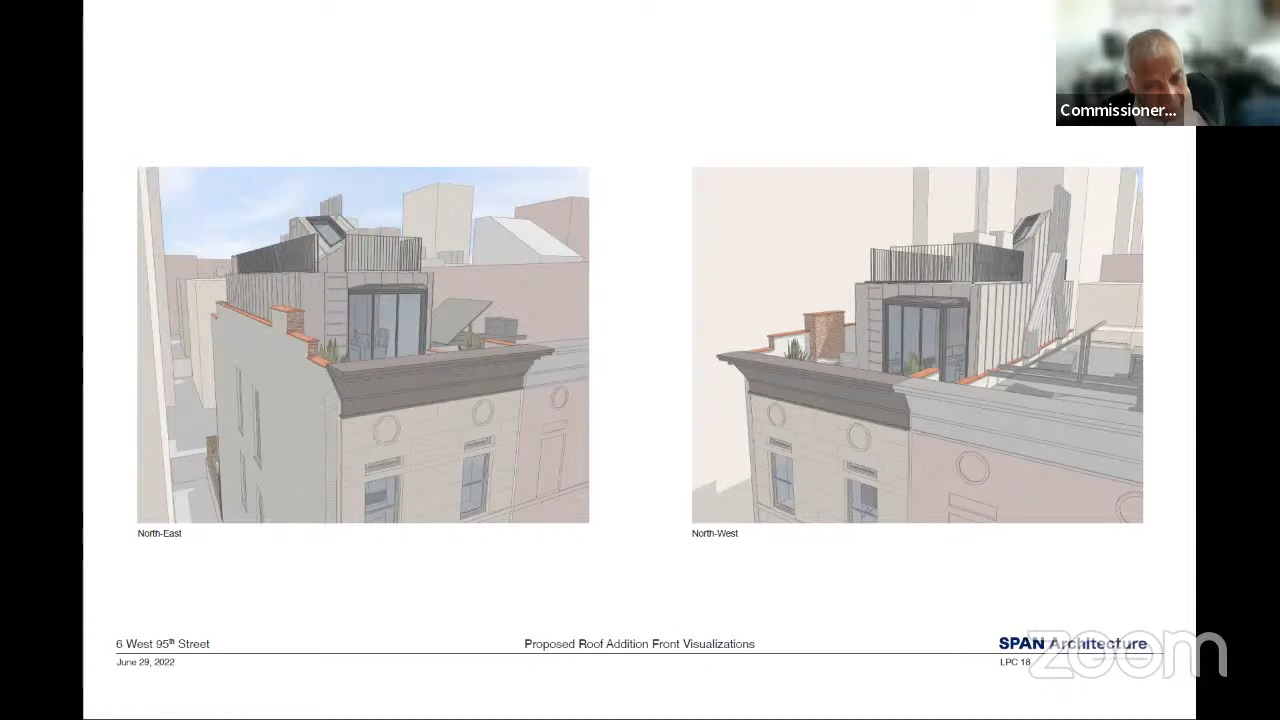 Commissioner...
North-East
North-West
6 West 95th Street
Proposed Roof Addition Front Visualizations
SPAN Architecture
June 29, 2022
LPC 18
zoom